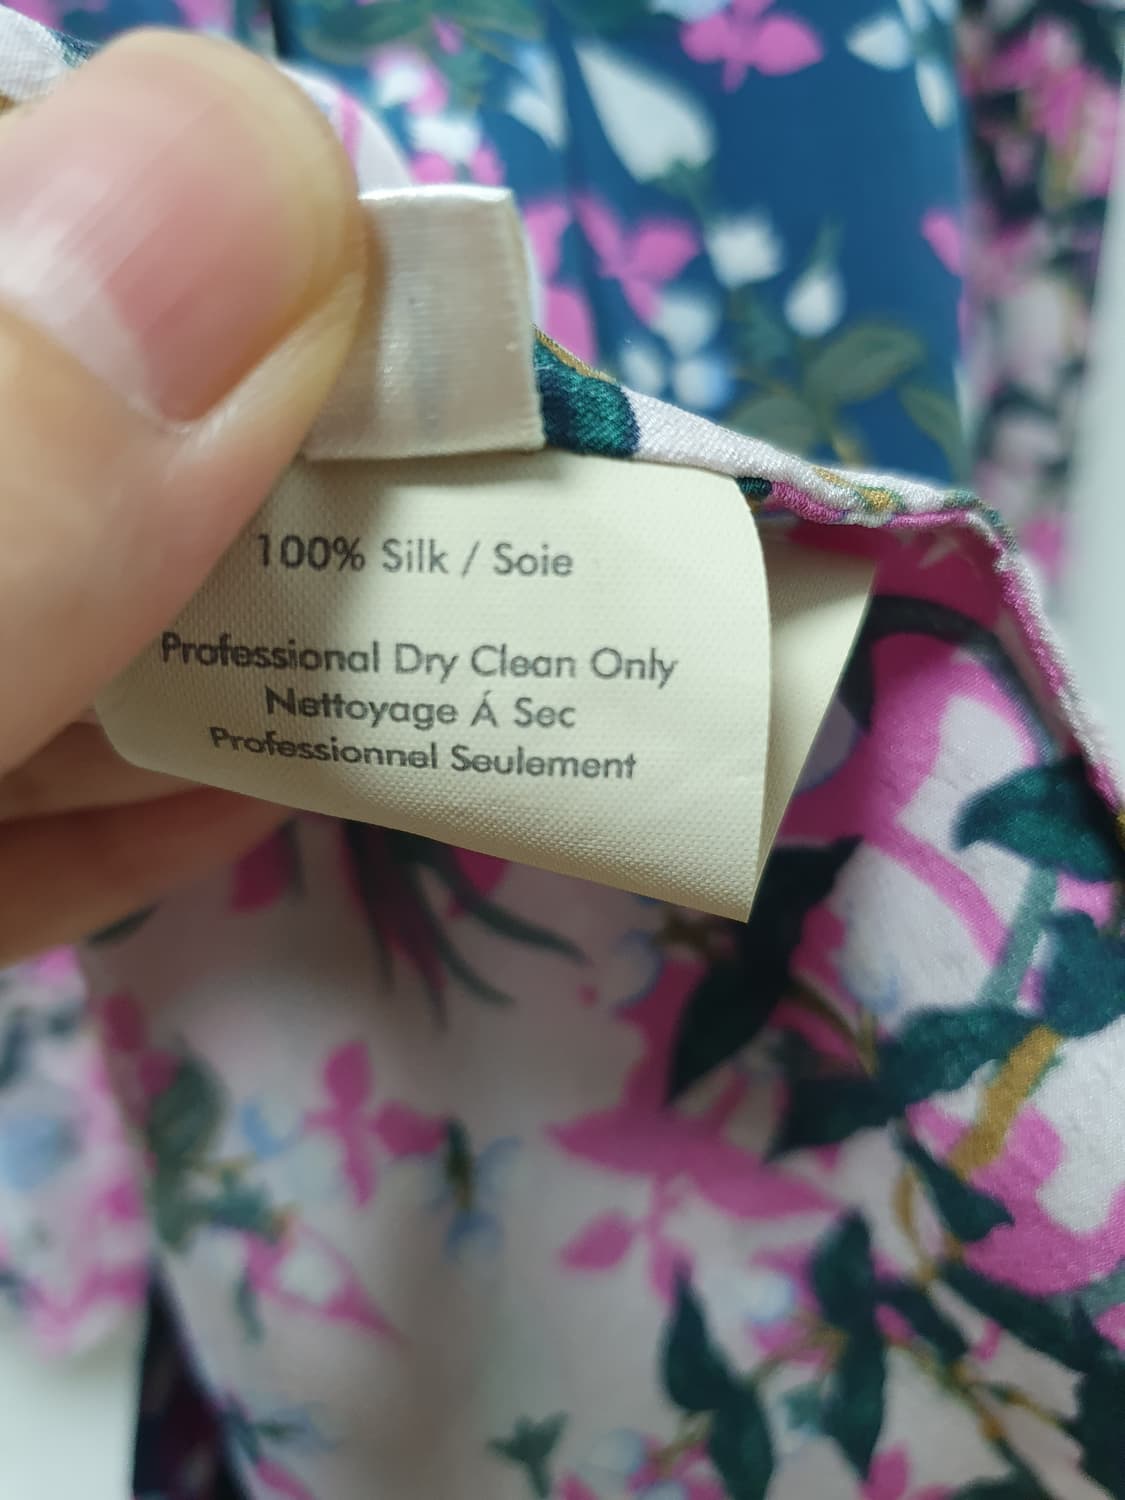 100% Silk / Soie
Professional Dry Clean Only
Nettoyage Á Sec
Professionnel Seulement